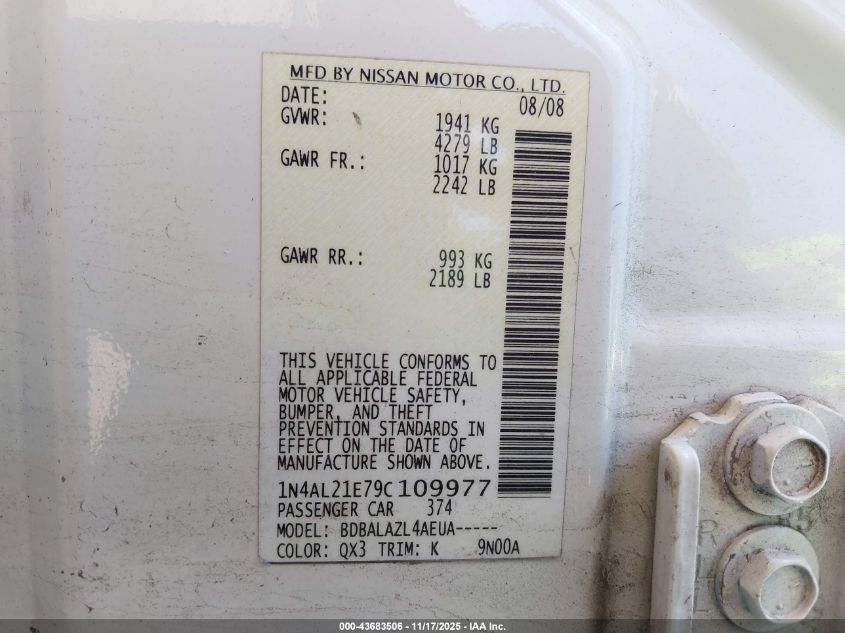 MFD BY NISSAN MOTOR CO., LTD.
DATE: 08/08
GVWR: 1941 KG
4279 LB
GAWR FR.: 1017 KG
2242 LB
GAWR RR.: 993 KG
2189 LB
THIS VEHICLE CONFORMS TO
ALL APPLICABLE FEDERAL
MOTOR VEHICLE SAFETY,
BUMPER, AND THEFT
PREVENTION STANDARDS IN
EFFECT ON THE DATE OF
MANUFACTURE SHOWN ABOVE.
1N4AL21E79C109977
PASSENGER CAR 374
MODEL: BDBALAZL4AEUA-----
COLOR: QX3 TRIM: K 9N00A
000-43683506 - 11/17/2025 - IAA Inc.